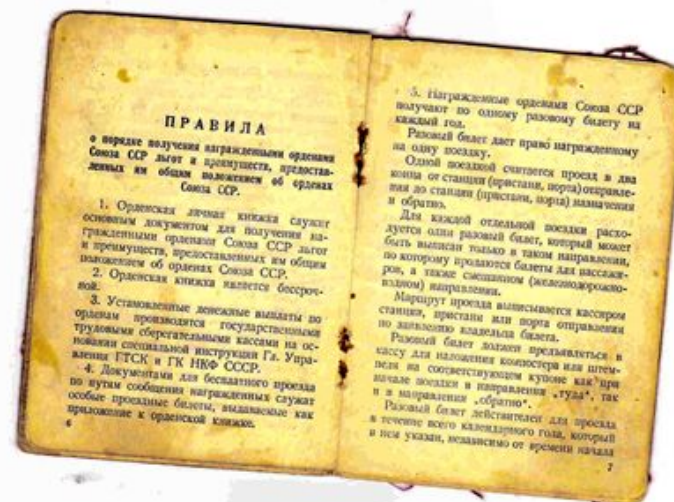 ПРАВИЛА
о порядке получения награжденными орденами
Союза ССР льгот и преимуществ, предостав-
ленных им общим положением об орденах
Союза ССР.
1. Орденская личная книжка служит
основным документом для получения на-
гражденными орденами Союза ССР льгот
и преимуществ, предоставленных им общим
положением об орденах Союза ССР.
2. Орденская книжка является бессроч-
ной.
3. Установленные денежные выплаты по
орденам производятся государственными
трудовыми сберегательными кассами на ос-
новании специальной инструкции Гл. Упра-
вления ГТСК и ГК НКФ СССР.
4. Документами для бесплатного проезда
по путям сообщения награжденных служат
особые проездные билеты, выдаваемые как
приложение к орденской книжке.
6
5. Награжденные орденами Союза ССР
получают по одному разовому билету на
каждый год.
Разовый билет дает право награжденному
на одну поездку.
Одной поездкой считается проезд в два
конца от станции (пристани, порта) отправле-
ния до станции (пристани, порта) назначения
и обратно.
Для каждой отдельной поездки расхо-
дуется один разовый билет, который может
быть выписан только в таком направлении,
по которому продаются билеты для пассажи-
ров, а также смешанном (железнодорожно-
водном) направлении.
Маршрут проезда выписывается кассиром
станции, пристани или порта отправления
по заявлению владельца билета.
Разовый билет должен предъявляться в
кассу для наложения компостера или штем-
пеля на соответствующем купоне как при
начале поездки в направлении „туда“, так
и в направлении „обратно“.
Разовый билет действителен для проезда
в течение всего календарного года, который
в нем указан, независимо от времени начала
7